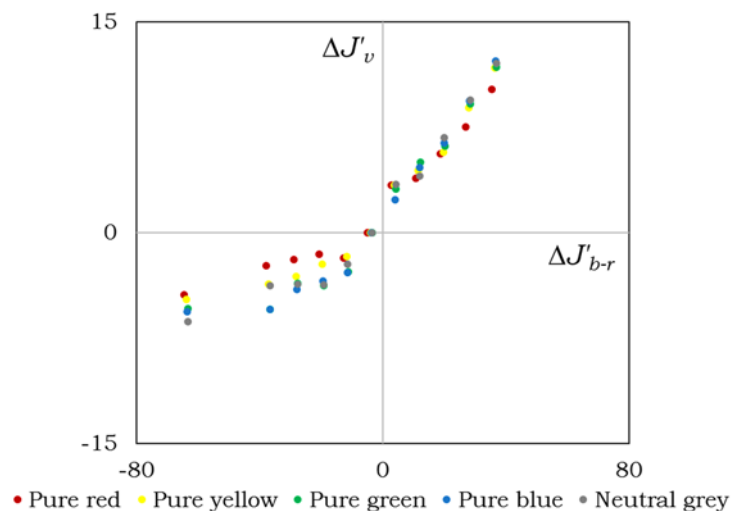 15
ΔJ′v
0
ΔJ′b-r
-15
-80 0 80
Pure red Pure yellow Pure green Pure blue Neutral grey